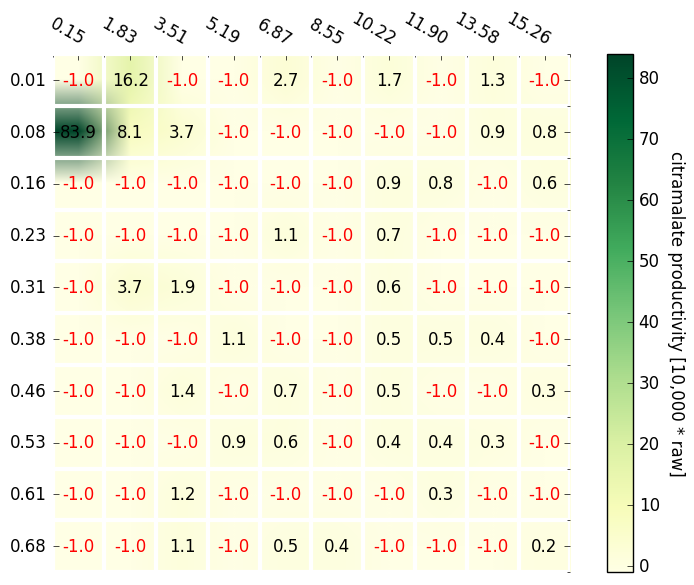 0.15 1.83 3.51 5.19 6.87 8.55 10.22 11.90 13.58 15.26
0.01 -1.0 16.2 -1.0 -1.0 2.7 -1.0 1.7 -1.0 1.3 -1.0
0.08 83.9 8.1 3.7 -1.0 -1.0 -1.0 -1.0 -1.0 0.9 0.8
0.16 -1.0 -1.0 -1.0 -1.0 -1.0 -1.0 0.9 0.8 -1.0 0.6
0.23 -1.0 -1.0 -1.0 -1.0 1.1 -1.0 0.7 -1.0 -1.0 -1.0
0.31 -1.0 3.7 1.9 -1.0 -1.0 -1.0 0.6 -1.0 -1.0 -1.0
0.38 -1.0 -1.0 -1.0 1.1 -1.0 -1.0 0.5 0.5 0.4 -1.0
0.46 -1.0 -1.0 1.4 -1.0 0.7 -1.0 0.5 -1.0 -1.0 0.3
0.53 -1.0 -1.0 -1.0 0.9 0.6 -1.0 0.4 0.4 0.3 -1.0
0.61 -1.0 -1.0 1.2 -1.0 -1.0 -1.0 -1.0 0.3 -1.0 -1.0
0.68 -1.0 -1.0 1.1 -1.0 0.5 0.4 -1.0 -1.0 -1.0 0.2
80
70
60
50
40
30
20
10
0
citramalate productivity [10,000 * raw]